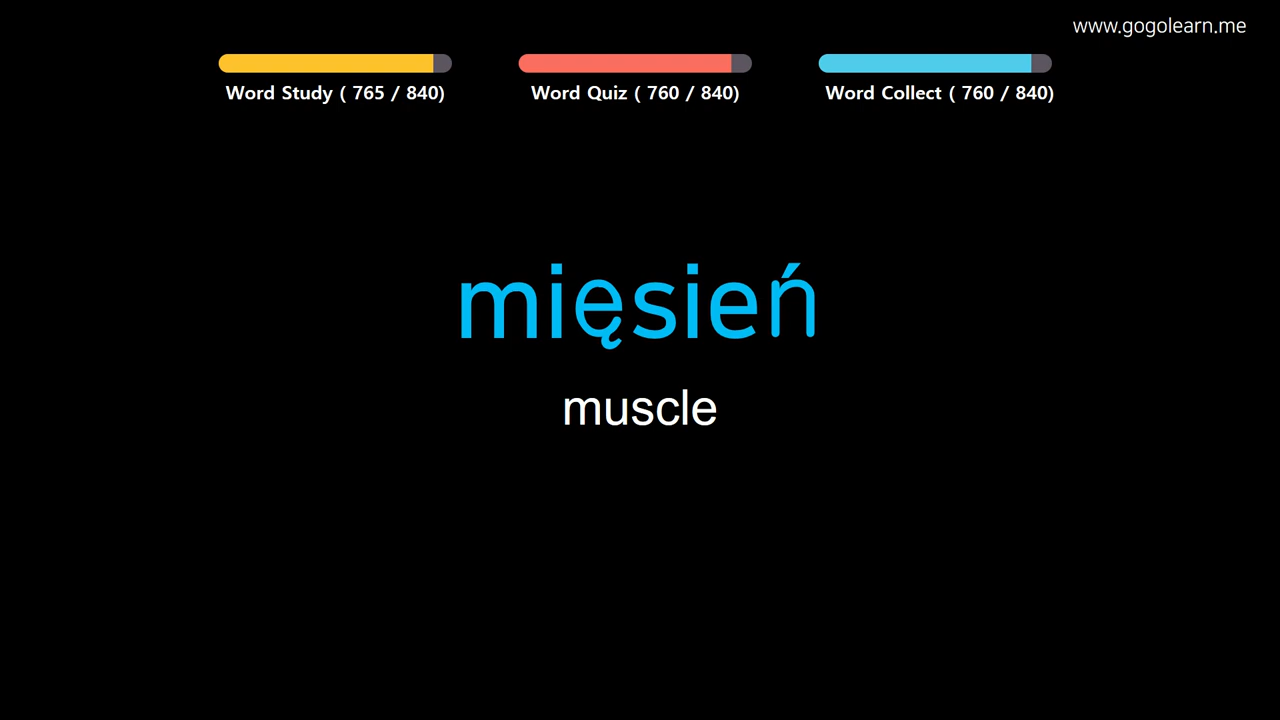 www.gogolearn.me
Word Study ( 765 / 840)
Word Quiz ( 760 / 840)
Word Collect ( 760 / 840)
mięsień
muscle